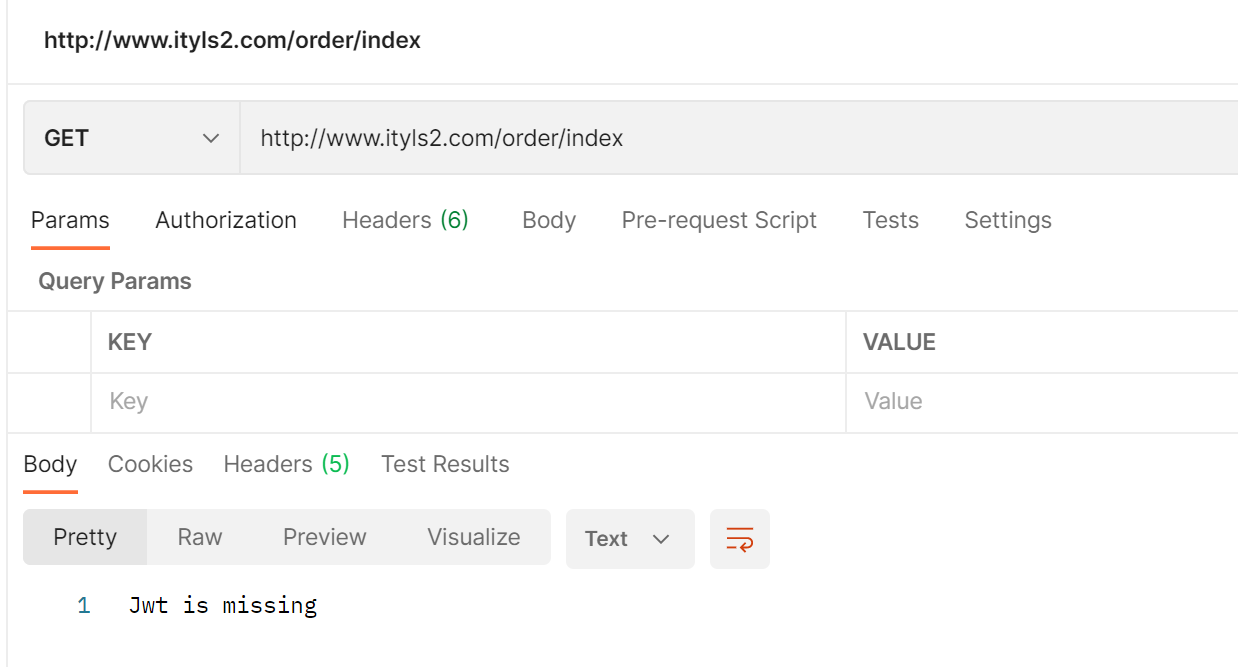 http://www.ityls2.com/order/index
GET http://www.ityls2.com/order/index
Params Authorization Headers (6) Body Pre-request Script Tests Settings
Query Params
KEY VALUE
Key Value
Body Cookies Headers (5) Test Results
Pretty Raw Preview Visualize Text
1 Jwt is missing